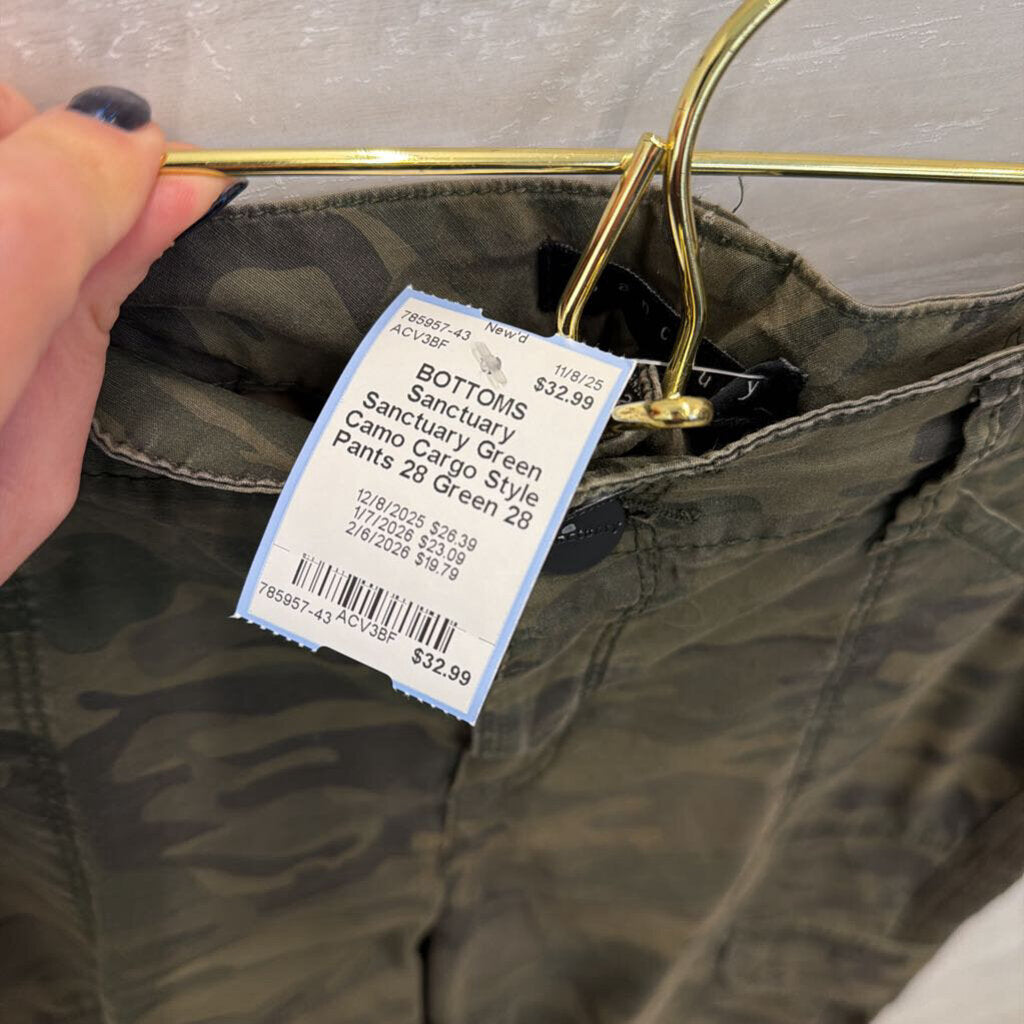 785957-43 New'd
ACV3BF
11/8/25
$32.99
BOTTOMS
Sanctuary
Sanctuary Green
Camo Cargo Style
Pants 28 Green 28
12/8/2025 $26.39
1/7/2026 $23.09
2/6/2026 $19.79
785957-43 ACV3BF
$32.99